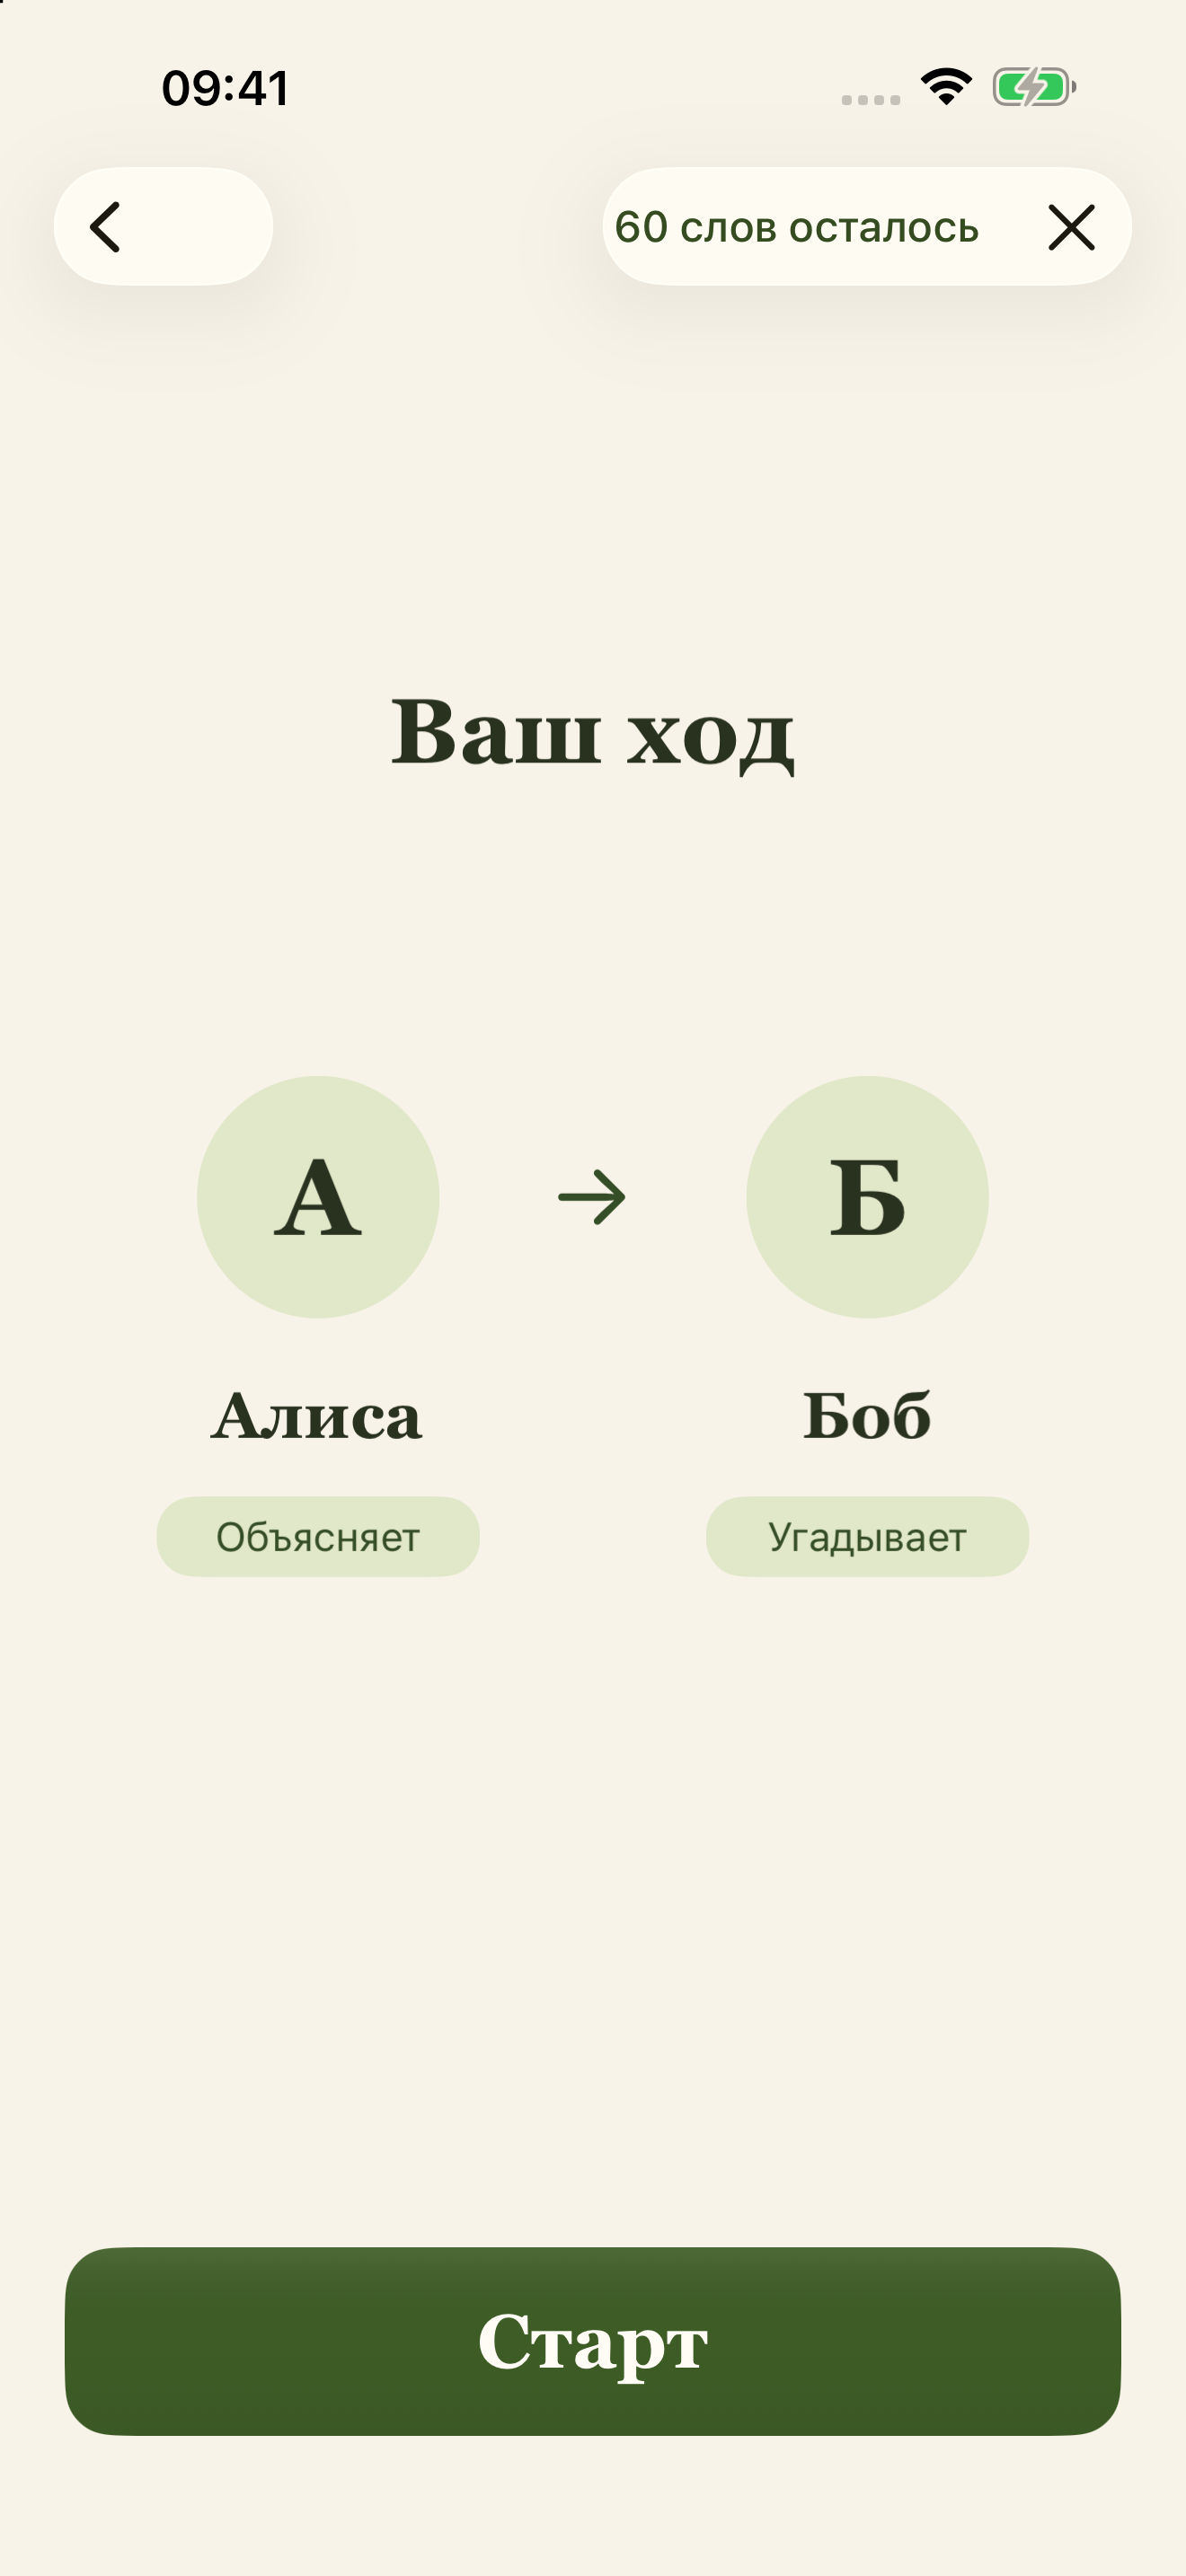 09:41
60 слов осталось
Ваш ход
А
Б
Алиса
Боб
Объясняет
Угадывает
Старт